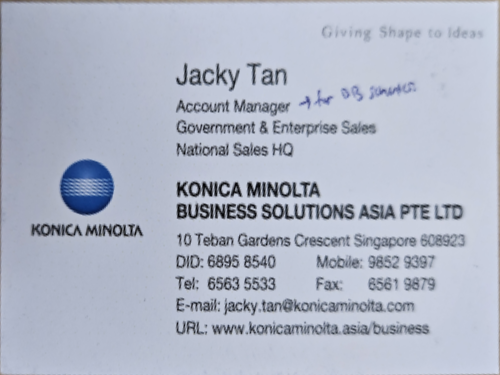 Giving Shape to Ideas
Jacky Tan
Account Manager → for DB
Government & Enterprise Sales
National Sales HQ
KONICA MINOLTA
KONICA MINOLTA
BUSINESS SOLUTIONS ASIA PTE LTD
10 Teban Gardens Crescent Singapore 608923
DID: 6895 8540 Mobile: 9852 9397
Tel: 6563 5533 Fax: 6561 9879
E-mail: jacky.tan@konicaminolta.com
URL: www.konicaminolta.asia/business